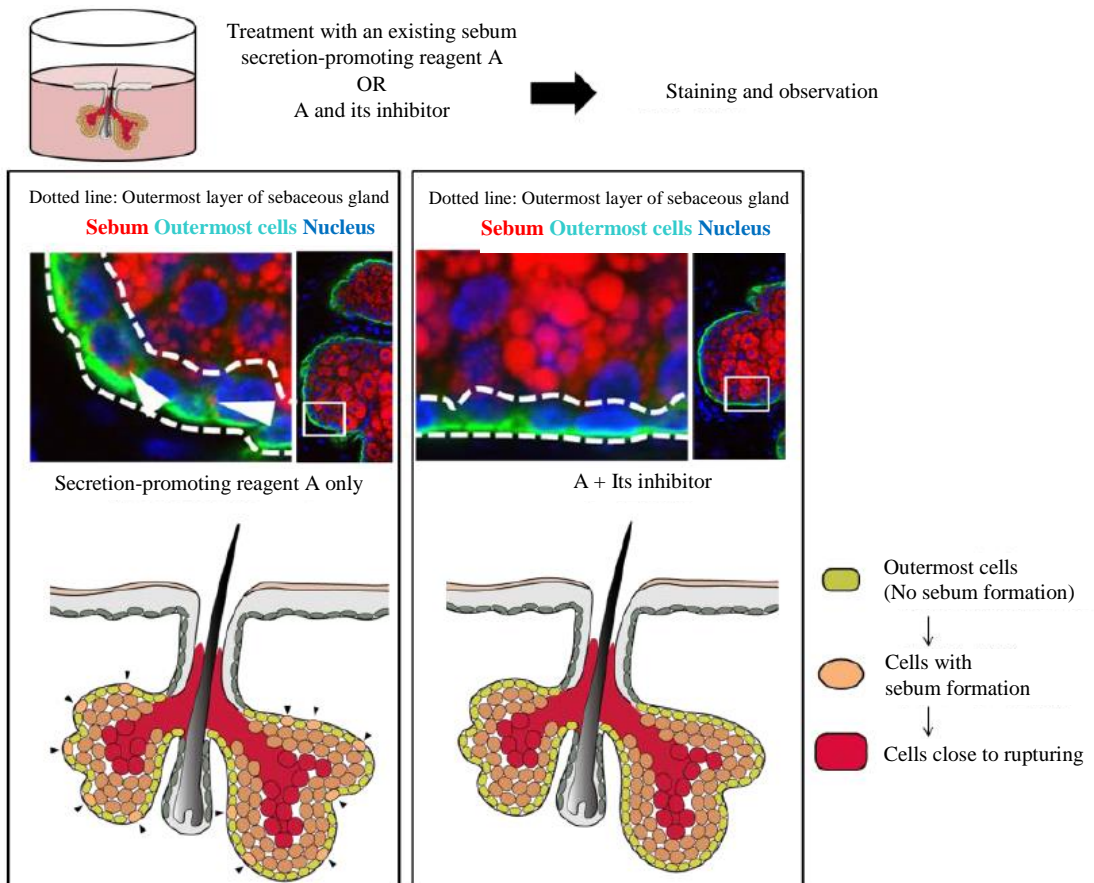 Treatment with an existing sebum
secretion-promoting reagent A
OR
A and its inhibitor
Staining and observation
Dotted line: Outermost layer of sebaceous gland
Sebum Outermost cells Nucleus
Secretion-promoting reagent A only
Dotted line: Outermost layer of sebaceous gland
Sebum Outermost cells Nucleus
A + Its inhibitor
Outermost cells
(No sebum formation)
Cells with
sebum formation
Cells close to rupturing